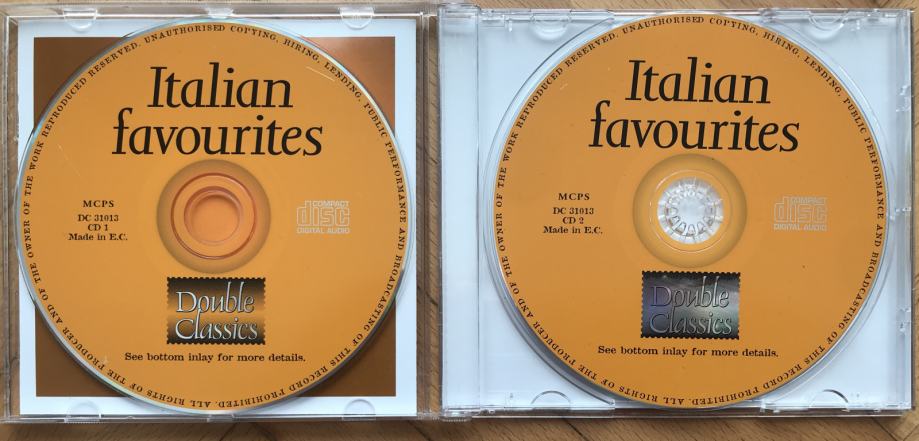 Italian
favourites
MCPS
DC 31013
CD 1
Made in E.C.
COMPACT
disc
DIGITAL AUDIO
Double
Classics
See bottom inlay for more details.
ALL RIGHTS OF THE PRODUCER AND OF THE OWNER OF THE WORK REPRODUCED RESERVED. UNAUTHORISED COPYING, HIRING, LENDING, PUBLIC PERFORMANCE AND BROADCASTING OF THIS RECORD PROHIBITED.
Italian
favourites
MCPS
DC 31013
CD 2
Made in E.C.
COMPACT
disc
DIGITAL AUDIO
Double
Classics
See bottom inlay for more details.
ALL RIGHTS OF THE PRODUCER AND OF THE OWNER OF THE WORK REPRODUCED RESERVED. UNAUTHORISED COPYING, HIRING, LENDING, PUBLIC PERFORMANCE AND BROADCASTING OF THIS RECORD PROHIBITED.